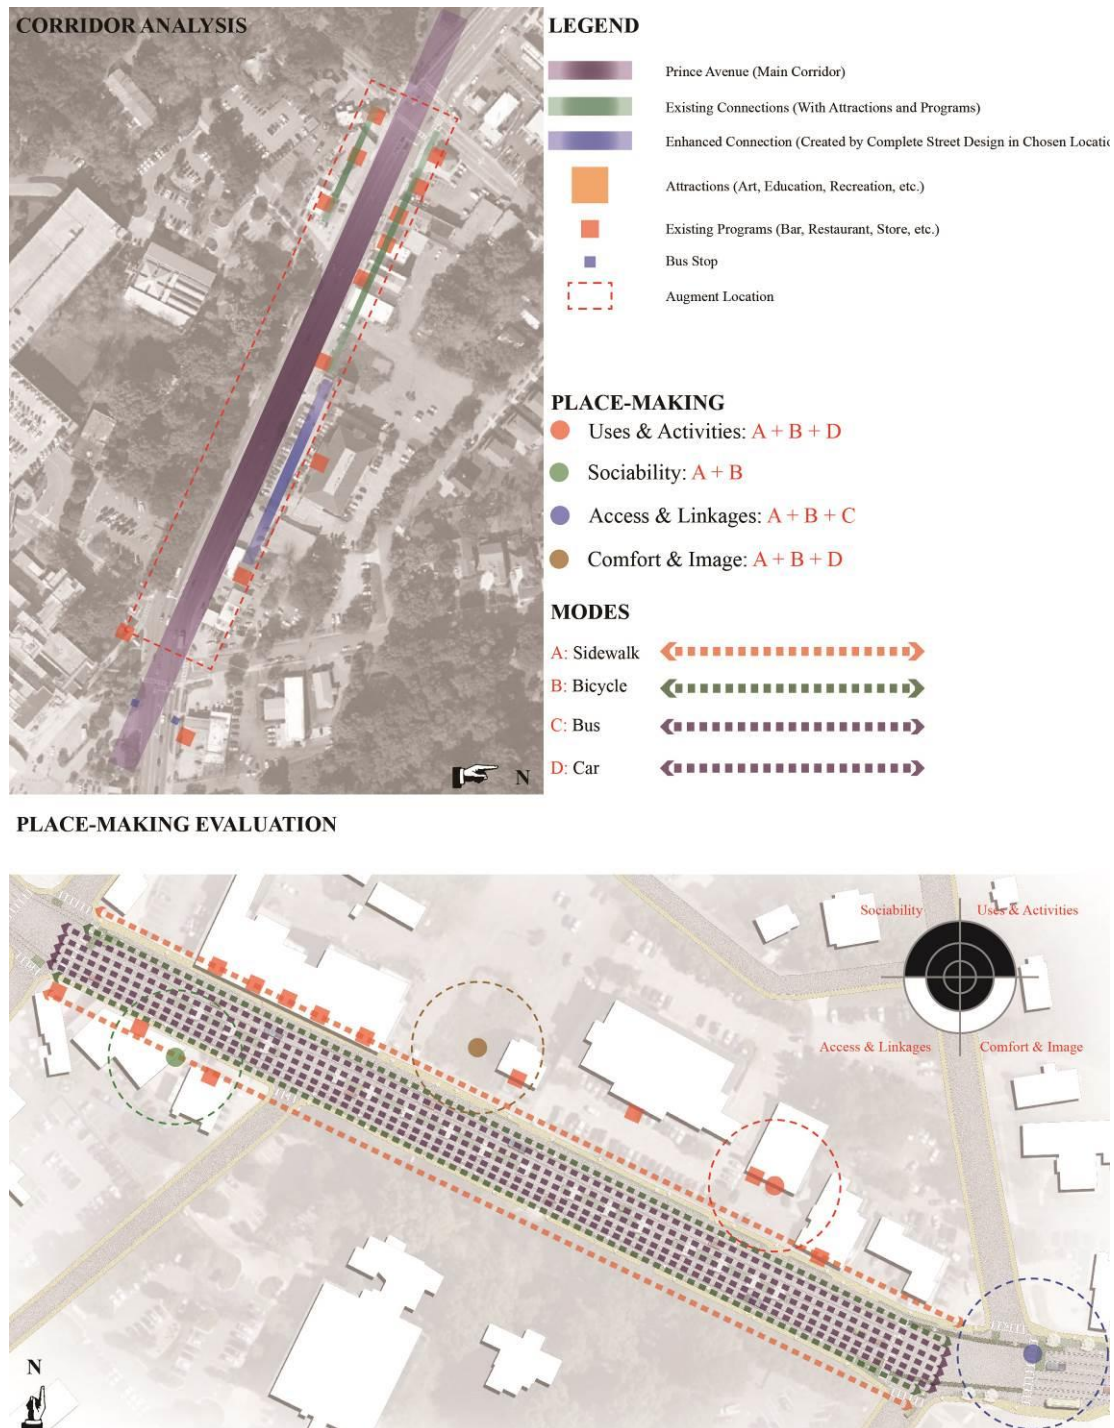 CORRIDOR ANALYSIS
LEGEND
Prince Avenue (Main Corridor)
Existing Connections (With Attractions and Programs)
Enhanced Connection (Created by Complete Street Design in Chosen Locatio
Attractions (Art, Education, Recreation, etc.)
Existing Programs (Bar, Restaurant, Store, etc.)
Bus Stop
Augment Location
PLACE-MAKING
Uses & Activities: A + B + D
Sociability: A + B
Access & Linkages: A + B + C
Comfort & Image: A + B + D
MODES
A: Sidewalk
B: Bicycle
C: Bus
D: Car
N
PLACE-MAKING EVALUATION
Sociability
Uses & Activities
Access & Linkages
Comfort & Image
N